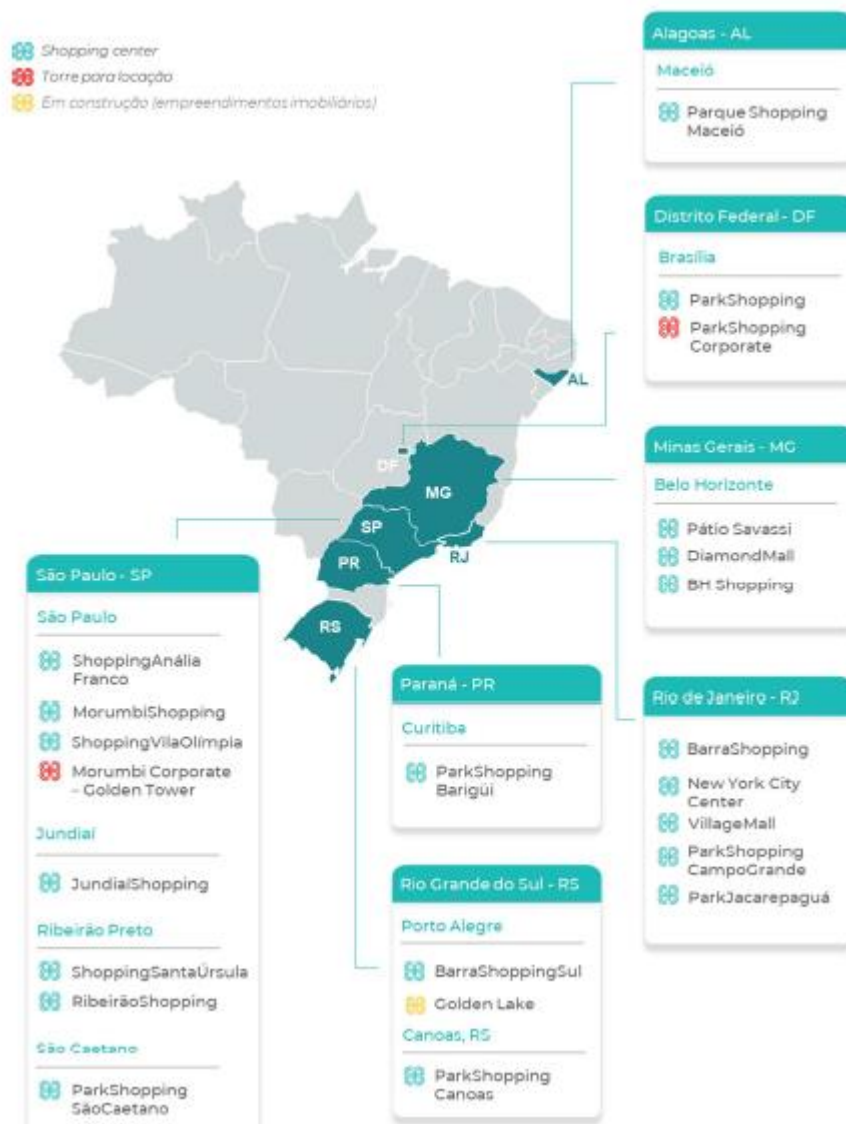 Shopping center
Torre para locação
Em construção (empreendimentos imobiliários)
Alagoas - AL
Maceió
Parque Shopping
Maceió
Distrito Federal - DF
Brasília
ParkShopping
ParkShopping
Corporate
AL
DF
MG
SP
RJ
PR
RS
Minas Gerais - MG
Belo Horizonte
Pátio Savassi
DiamondMall
BH Shopping
São Paulo - SP
São Paulo
ShoppingAnália
Franco
MorumbiShopping
ShoppingVilaOlímpia
Morumbi Corporate
– Golden Tower
Jundiaí
JundiaíShopping
Ribeirão Preto
ShoppingSantaÚrsula
RibeirãoShopping
São Caetano
ParkShopping
SãoCaetano
Paraná - PR
Curitiba
ParkShopping
Barigüi
Rio Grande do Sul - RS
Porto Alegre
BarraShoppingSul
Golden Lake
Canoas, RS
ParkShopping
Canoas
Rio de Janeiro - RJ
BarraShopping
New York City
Center
VillageMall
ParkShopping
CampoGrande
ParkJacarepaguá